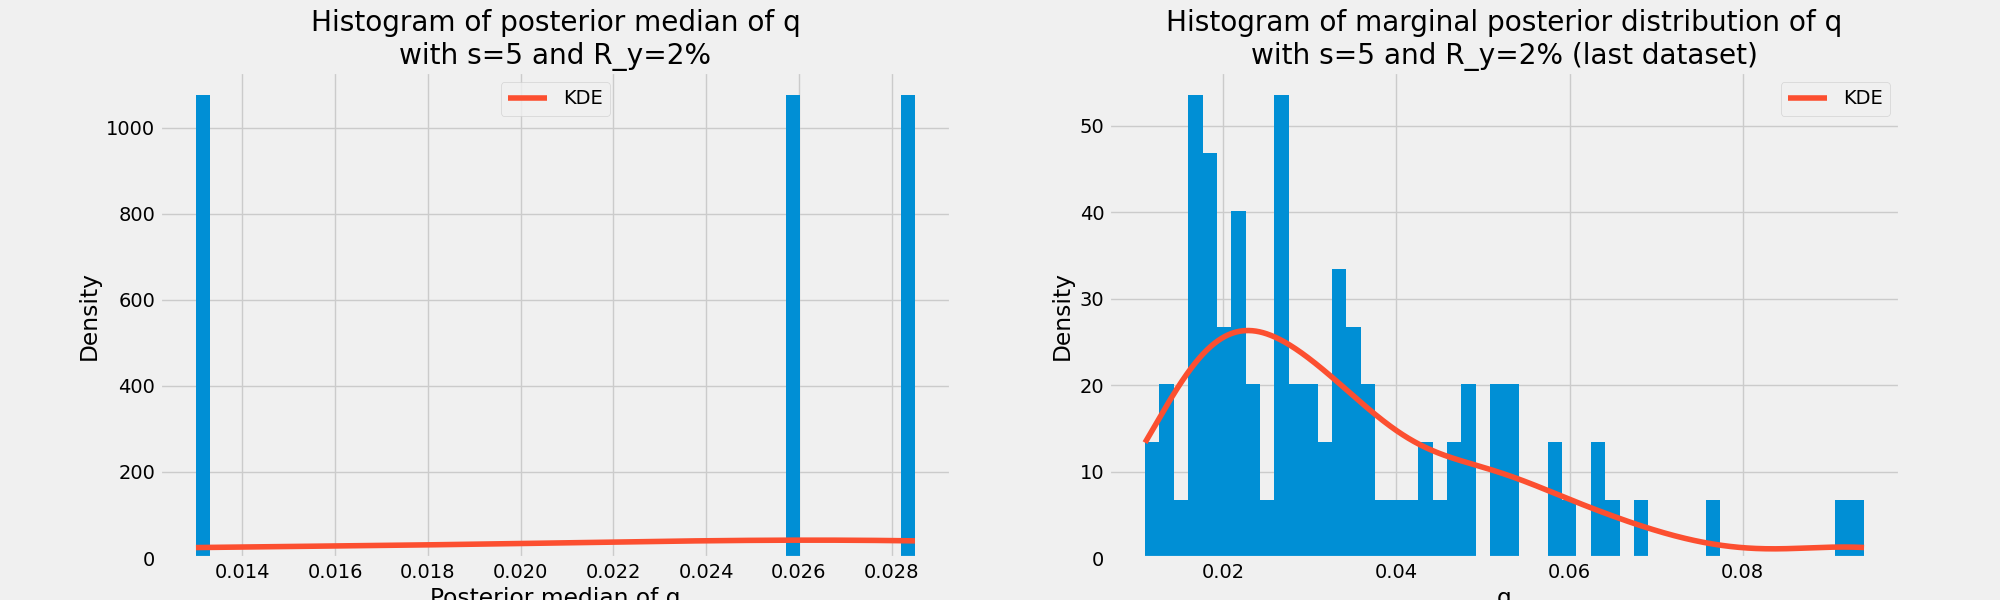 Histogram of posterior median of q
with s=5 and R_y=2%
KDE
Density
1000
800
600
400
200
0
0.014 0.016 0.018 0.020 0.022 0.024 0.026 0.028
Posterior median of q
Histogram of marginal posterior distribution of q
with s=5 and R_y=2% (last dataset)
KDE
Density
50
40
30
20
10
0
0.02 0.04 0.06 0.08
q